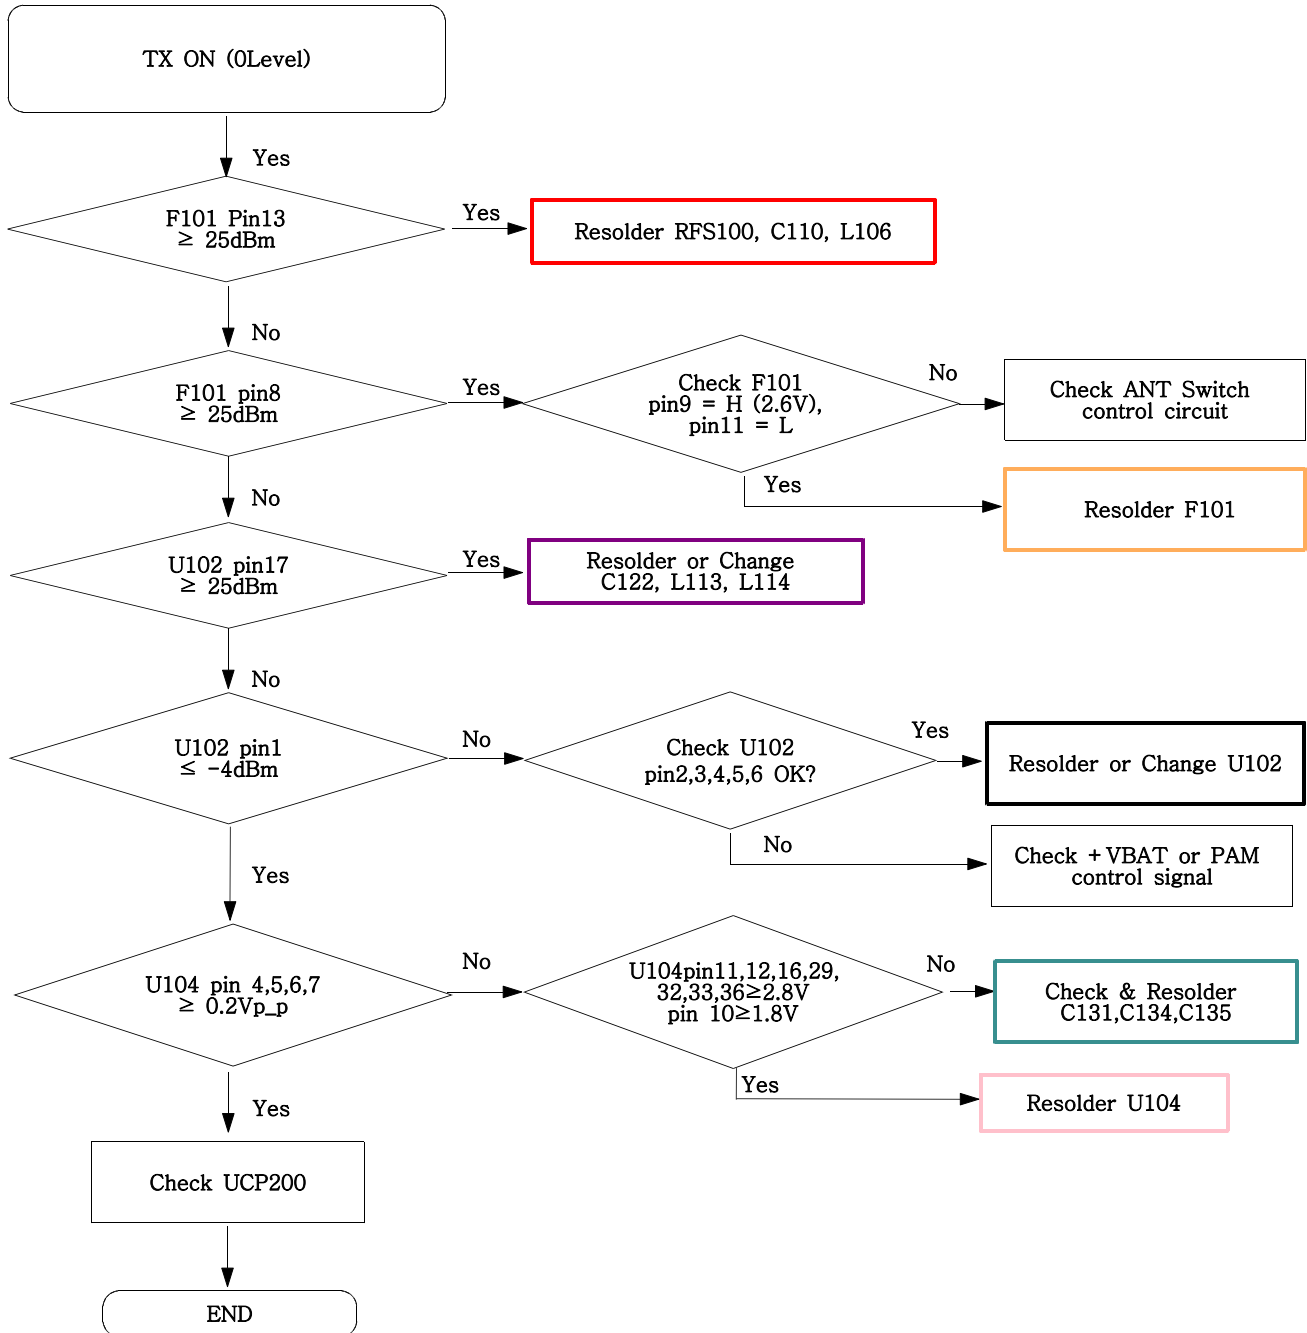 TX ON (0Level)
Yes
F101 Pin13
≥ 25dBm
Yes
Resolder RFS100, C110, L106
No
F101 pin8
≥ 25dBm
Yes
Check F101
pin9 = H (2.6V),
pin11 = L
No
Check ANT Switch
control circuit
Yes
Resolder F101
No
U102 pin17
≥ 25dBm
Yes
Resolder or Change
C122, L113, L114
No
U102 pin1
≤ -4dBm
No
Check U102
pin2,3,4,5,6 OK?
Yes
Resolder or Change U102
No
Check +VBAT or PAM
control signal
Yes
U104 pin 4,5,6,7
≥ 0.2Vp_p
No
U104pin11,12,16,29,
32,33,36≥2.8V
pin 10≥1.8V
No
Check & Resolder
C131,C134,C135
Yes
Resolder U104
Yes
Check UCP200
END